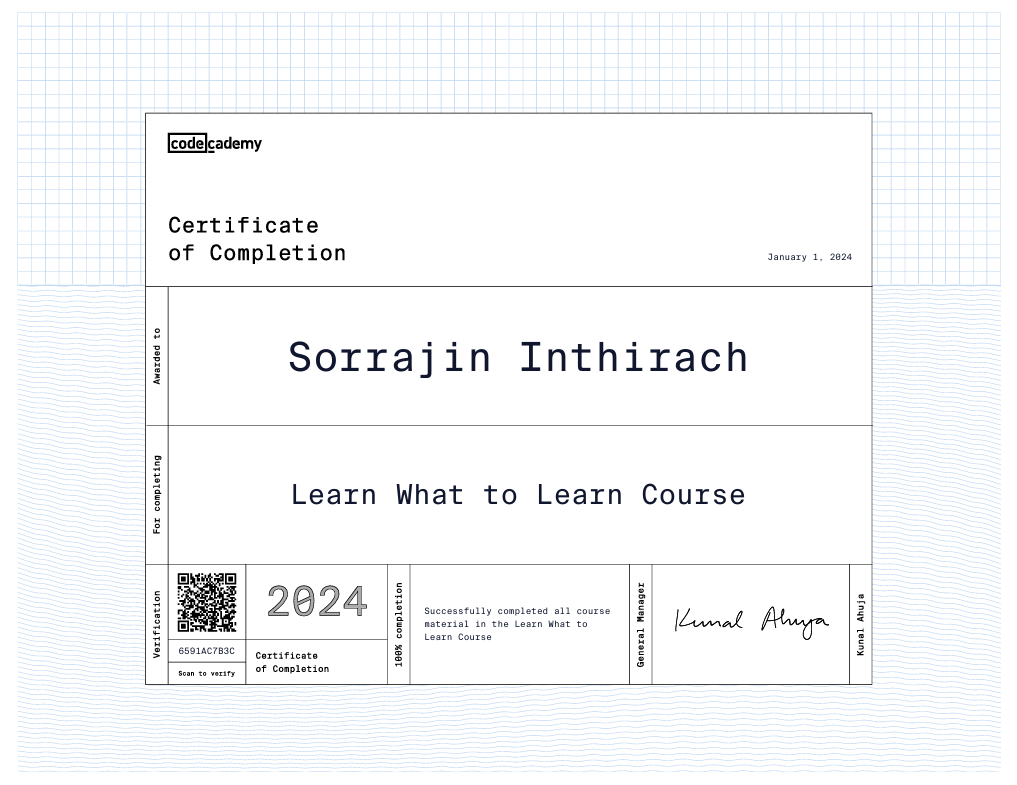 codecademy
Certificate
of Completion
January 1, 2024
Awarded to
Sorrajin Inthirach
For completing
Learn What to Learn Course
Verification
6591AC7B3C
Scan to verify
2024
Certificate
of Completion
100% completion
Successfully completed all course
material in the Learn What to
Learn Course
General Manager
Kunal Ahuja
Kunal Ahuja